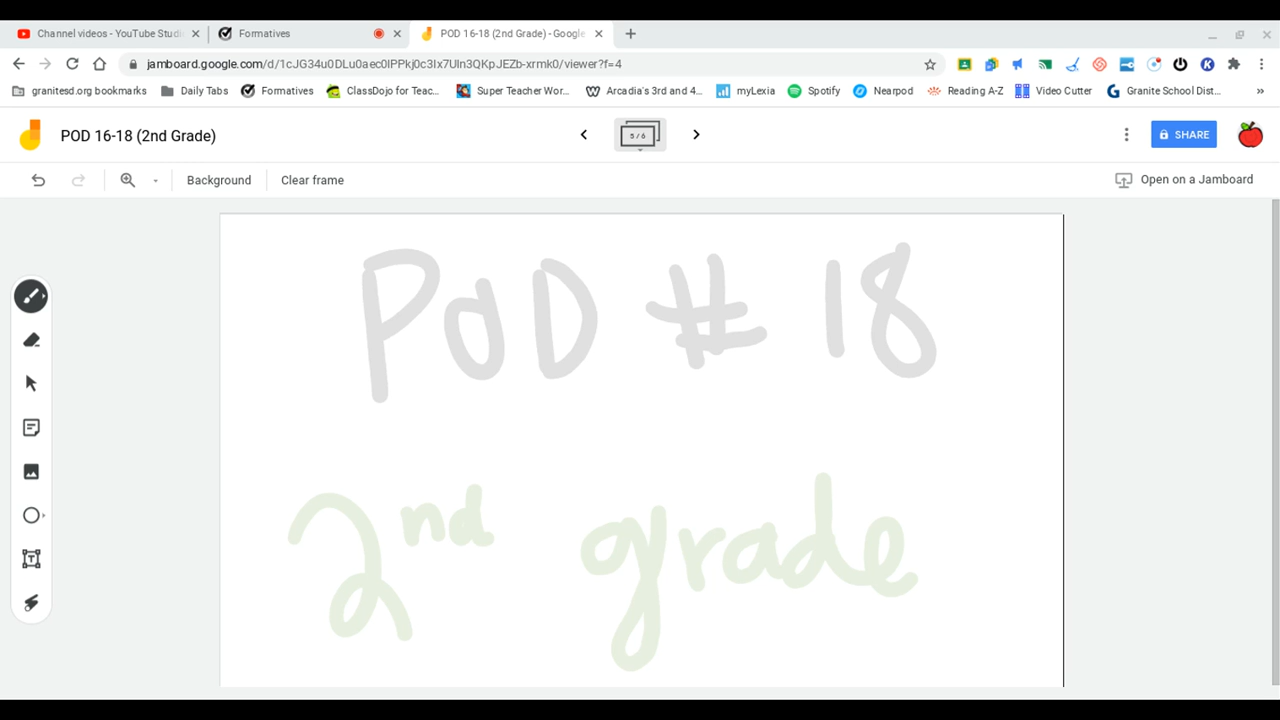 Channel videos - YouTube Studi
Formatives
POD 16-18 (2nd Grade) - Google
jamboard.google.com/d/1cJG34u0DLu0aec0lPPkj0c3Ix7Uln3QKpJEZb-xrmk0/viewer?f=4
granitesd.org bookmarks
Daily Tabs
Formatives
ClassDojo for Teac...
Super Teacher Wor...
Arcadia's 3rd and 4...
myLexia
Spotify
Nearpod
Reading A-Z
Video Cutter
Granite School Dist...
»
POD 16-18 (2nd Grade)
5 / 6
SHARE
Background
Clear frame
Open on a Jamboard
POD # 18
2nd grade